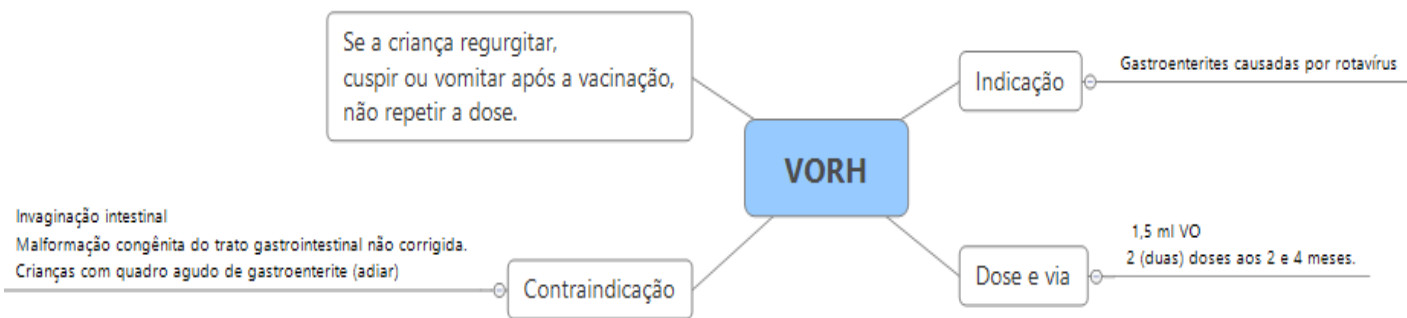 Se a criança regurgitar,
cuspir ou vomitar após a vacinação,
não repetir a dose.
Indicação
Gastroenterites causadas por rotavírus
VORH
Invaginação intestinal
Malformação congênita do trato gastrointestinal não corrigida.
Crianças com quadro agudo de gastroenterite (adiar)
Contraindicação
Dose e via
1,5 ml VO
2 (duas) doses aos 2 e 4 meses.